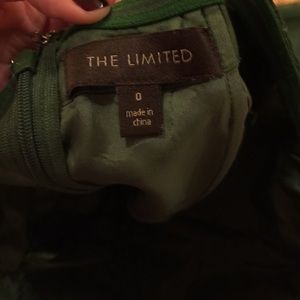 THE LIMITED
0
made in
china